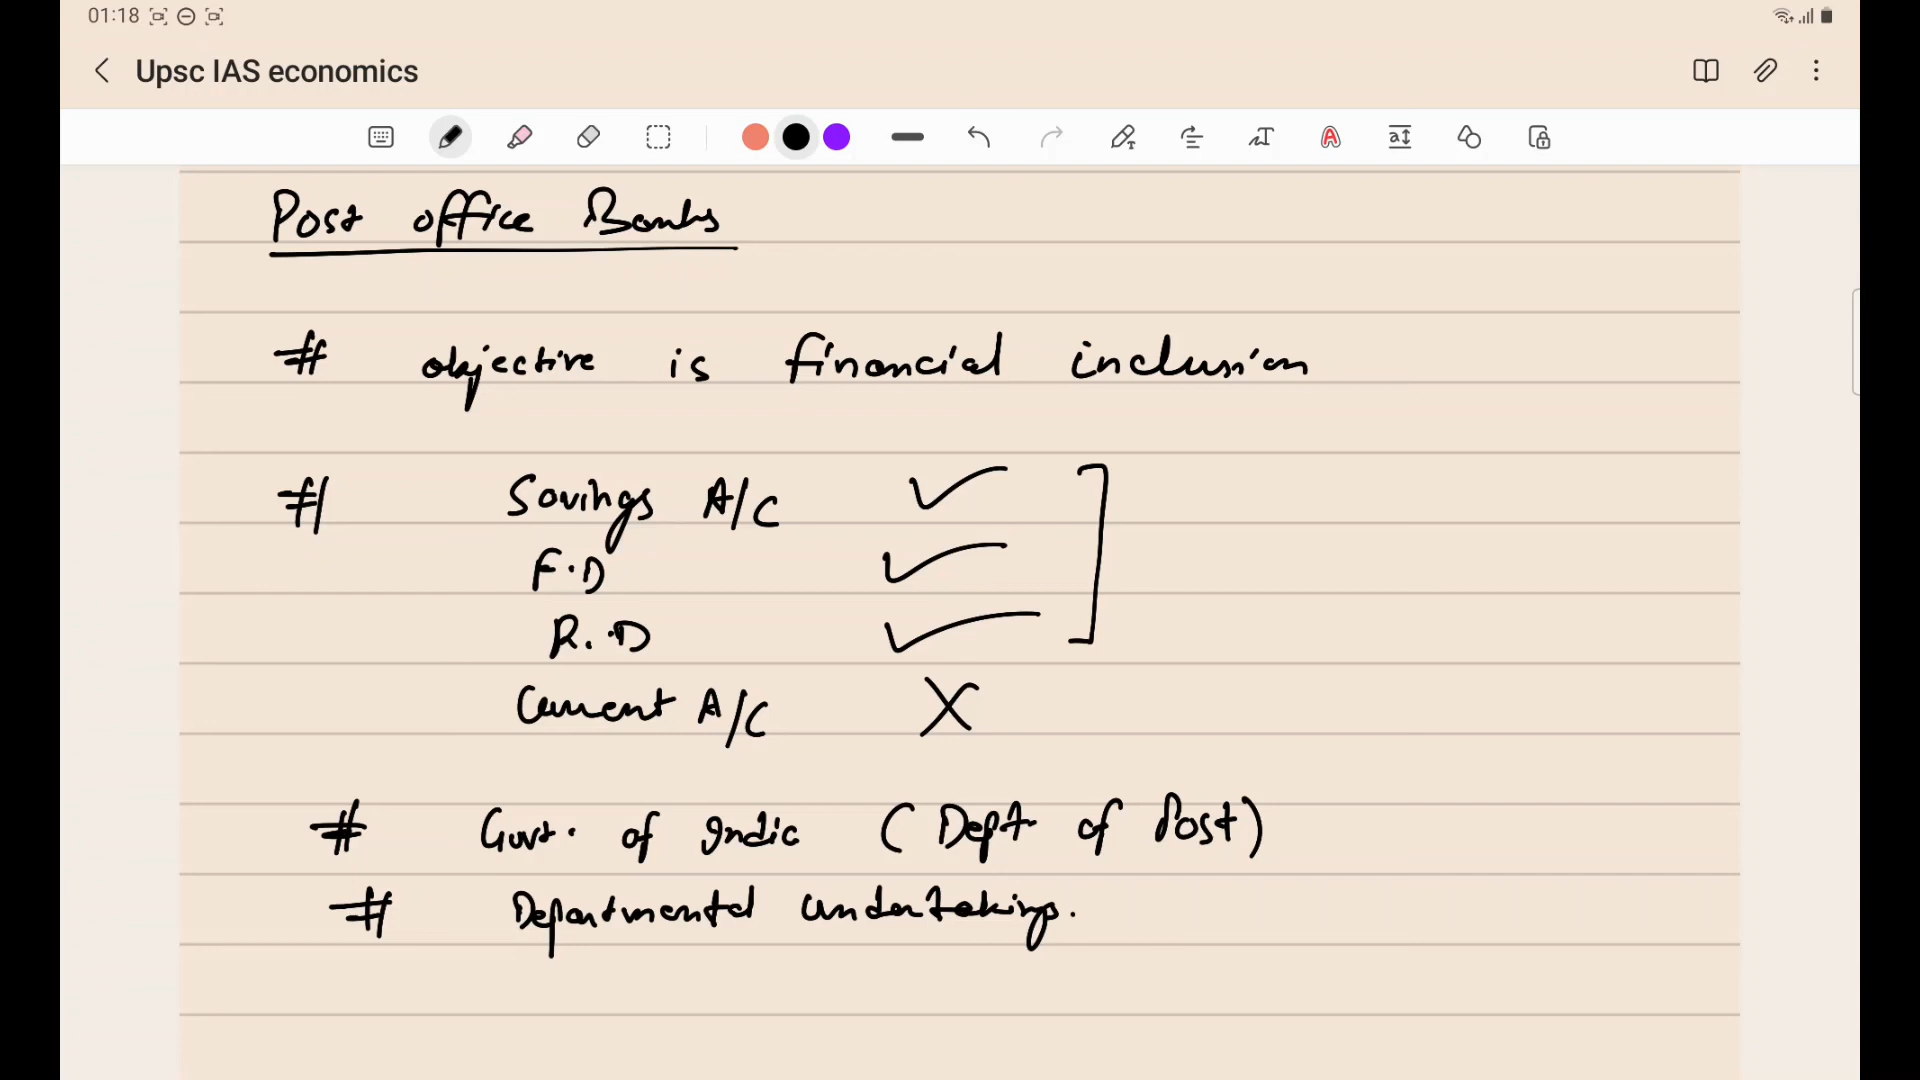 01:18
Upsc IAS economics
Post office Banks
# objective is financial inclusion
# Savings A/C ✓
F.D ✓
R.D ✓
Current A/C X
# Govt. of India (Dept of Post)
# Departmental undertakings.